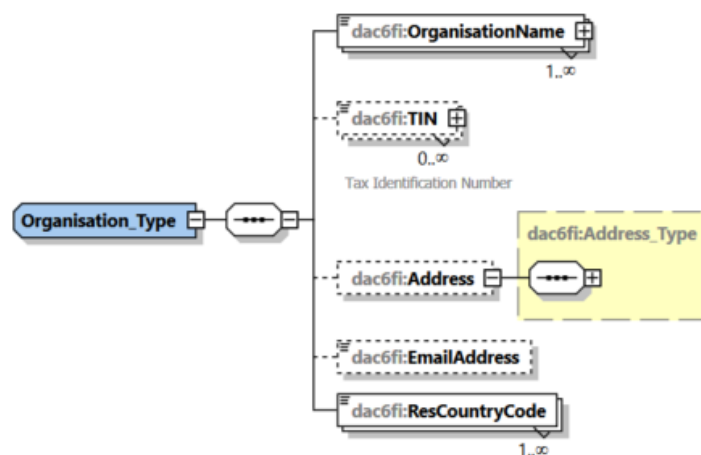 dac6fi:OrganisationName
1..∞
dac6fi:TIN
0..∞
Tax Identification Number
Organisation_Type
dac6fi:Address_Type
dac6fi:Address
dac6fi:EmailAddress
dac6fi:ResCountryCode
1..∞